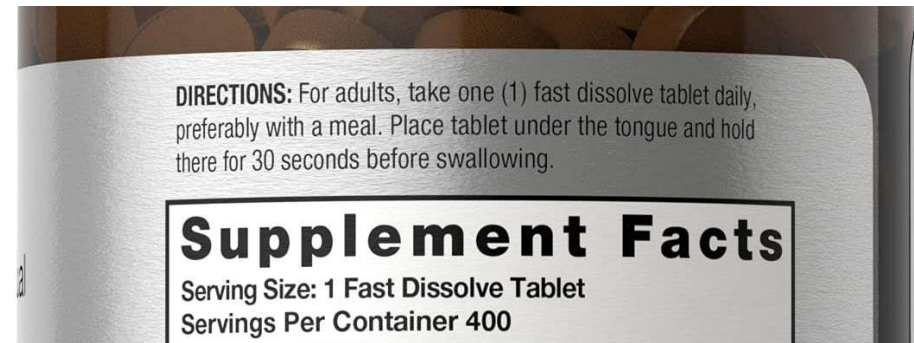 DIRECTIONS: For adults, take one (1) fast dissolve tablet daily,
preferably with a meal. Place tablet under the tongue and hold
there for 30 seconds before swallowing.
Supplement Facts
Serving Size: 1 Fast Dissolve Tablet
Servings Per Container 400